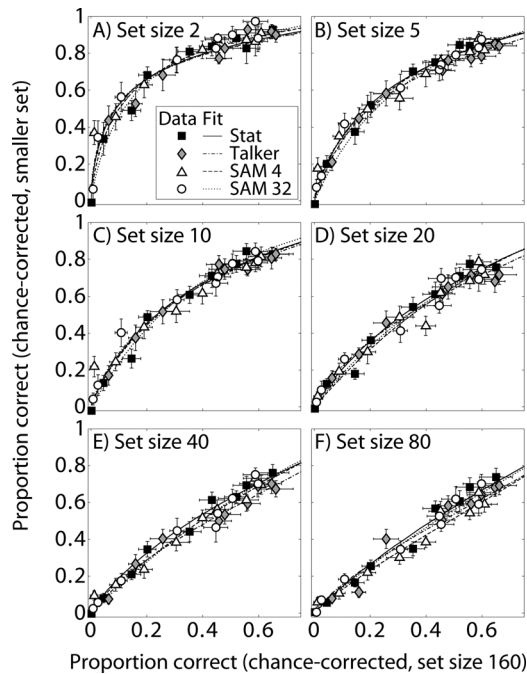 Proportion correct (chance-corrected, smaller set)
1
0.8
0.6
0.4
0.2
0
A) Set size 2
Data Fit
Stat
Talker
SAM 4
SAM 32
B) Set size 5
1
0.8
0.6
0.4
0.2
0
C) Set size 10
D) Set size 20
1
0.8
0.6
0.4
0.2
0
E) Set size 40
F) Set size 80
0 0.2 0.4 0.6 0 0.2 0.4 0.6
Proportion correct (chance-corrected, set size 160)